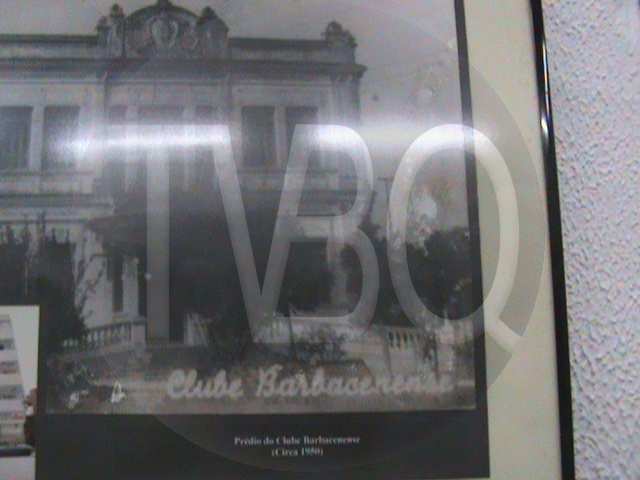 TVBQ
Clube Barbacenense
Prédio do Clube Barbacenense
(Circa 1950)